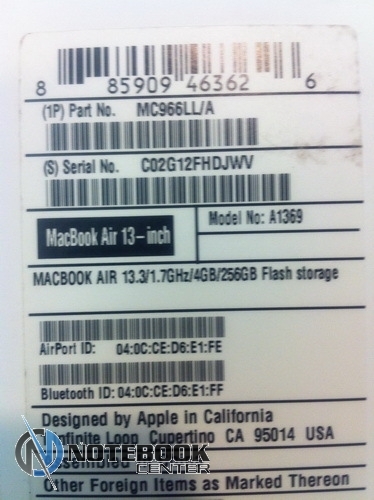 8 85909 46362 6
(1P) Part No. MC966LL/A
(S) Serial No. C02G12FHDJWV
Model No: A1369
MacBook Air 13-inch
MACBOOK AIR 13.3/1.7GHz/4GB/256GB Flash storage
AirPort ID: 04:0C:CE:D6:E1:FE
Bluetooth ID: 04:0C:CE:D6:E1:FF
Designed by Apple in California
Infinite Loop, Cupertino CA 95014 USA
Assembled
Other Foreign Items as Marked Thereon
NOTEBOOK
CENTER